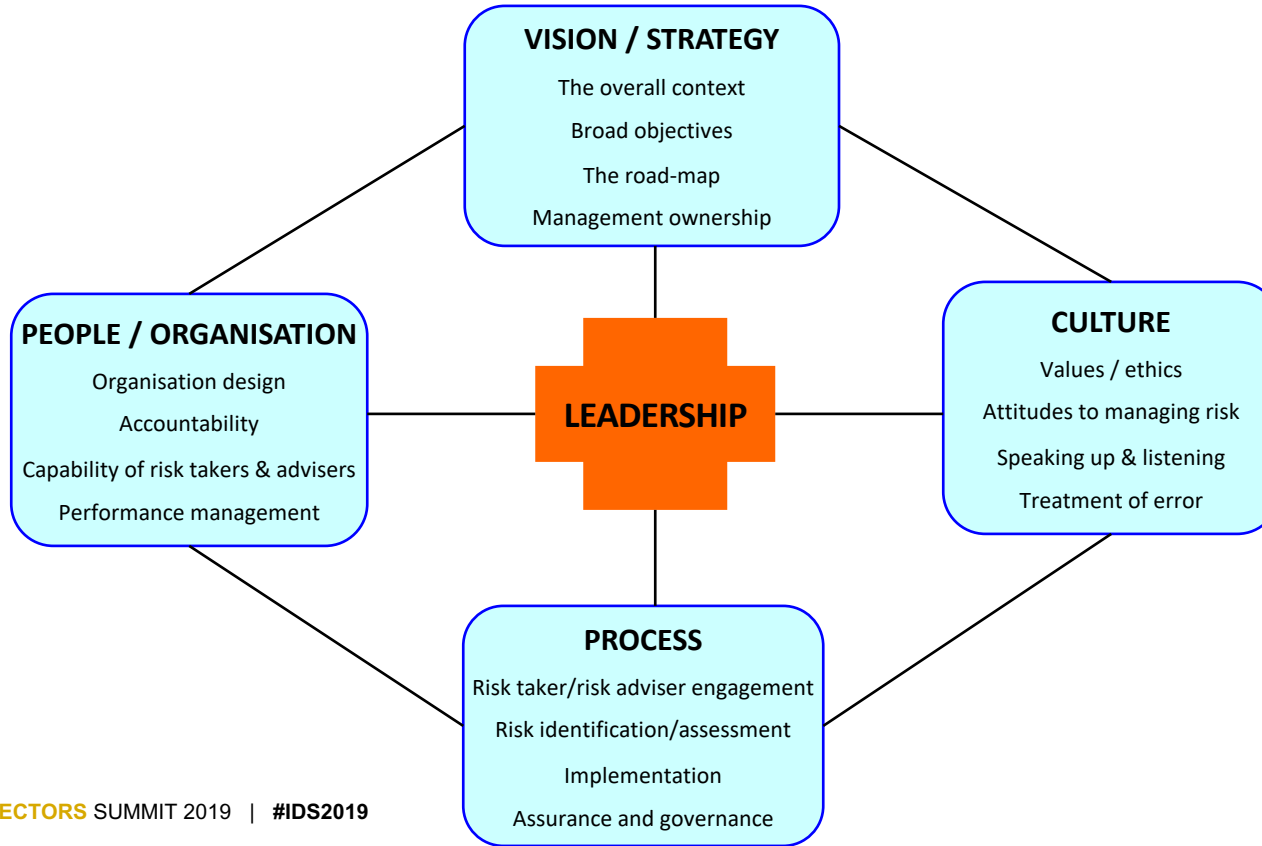 VISION / STRATEGY
The overall context
Broad objectives
The road-map
Management ownership
PEOPLE / ORGANISATION
Organisation design
Accountability
Capability of risk takers & advisers
Performance management
LEADERSHIP
CULTURE
Values / ethics
Attitudes to managing risk
Speaking up & listening
Treatment of error
PROCESS
Risk taker/risk adviser engagement
Risk identification/assessment
Implementation
Assurance and governance
ECTORS SUMMIT 2019 | #IDS2019